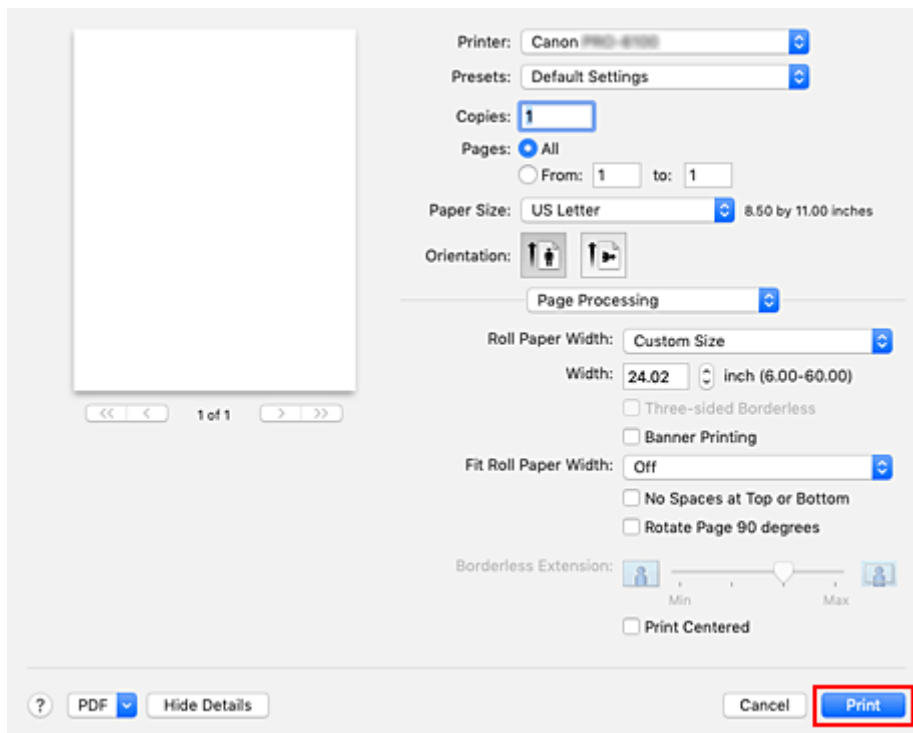 Printer: Canon
Presets: Default Settings
Copies: 1
Pages: All
From: 1 to: 1
Paper Size: US Letter 8.50 by 11.00 inches
Orientation:
Page Processing
Roll Paper Width: Custom Size
Width: 24.02 inch (6.00-60.00)
Three-sided Borderless
Banner Printing
Fit Roll Paper Width: Off
No Spaces at Top or Bottom
Rotate Page 90 degrees
Borderless Extension:
Min Max
Print Centered
<< < 1 of 1 > >>
? PDF Hide Details Cancel Print